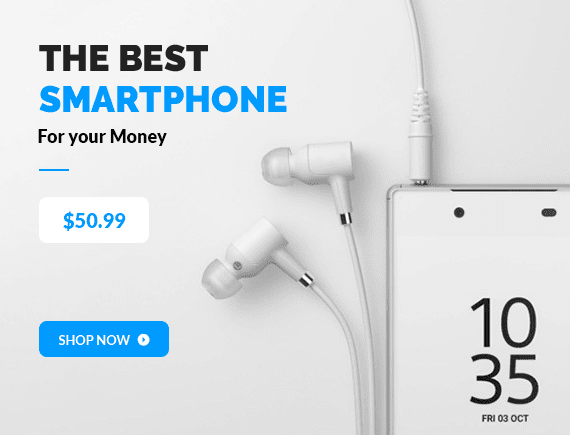 THE BEST
SMARTPHONE
For your Money
$50.99
SHOP NOW
10
35
FRI 03 OCT